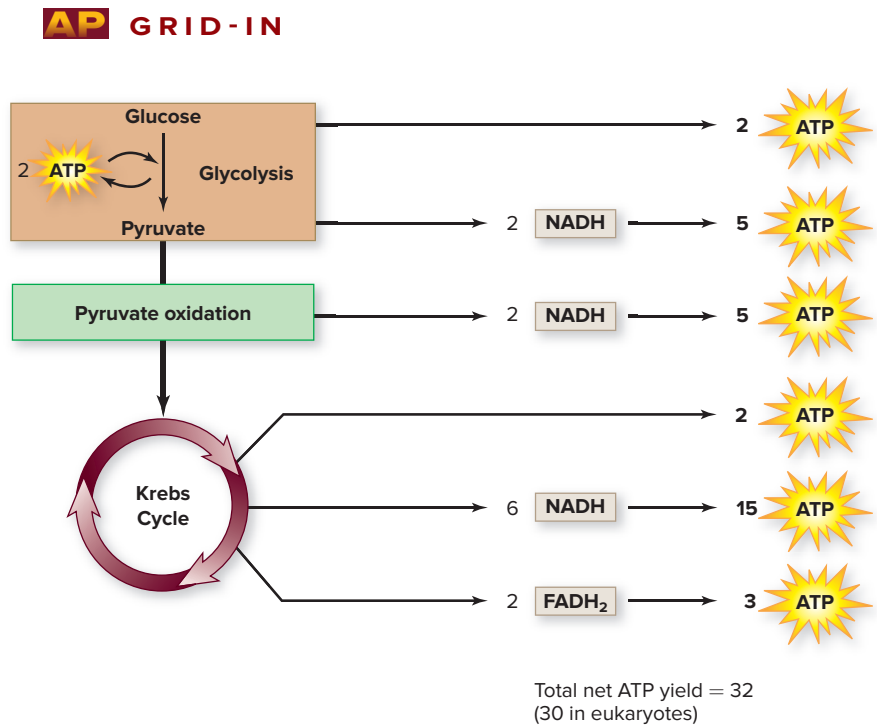 AP GRID-IN
Glucose
2 ATP
2 ATP
Glycolysis
Pyruvate
2 NADH 5 ATP
Pyruvate oxidation
2 NADH 5 ATP
2 ATP
Krebs
Cycle
6 NADH 15 ATP
2 FADH₂ 3 ATP
Total net ATP yield = 32
(30 in eukaryotes)